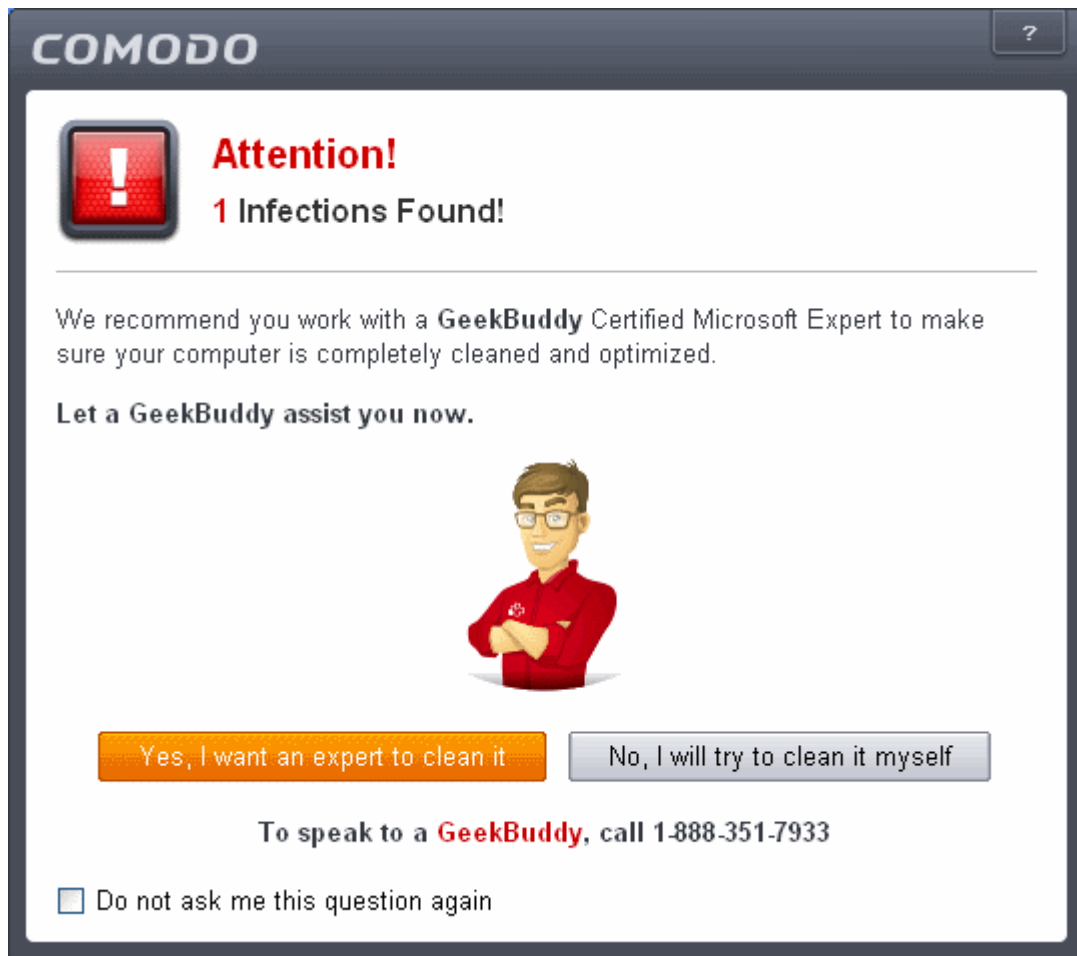 COMODO
?
!
Attention!
1 Infections Found!
We recommend you work with a GeekBuddy Certified Microsoft Expert to make
sure your computer is completely cleaned and optimized.
Let a GeekBuddy assist you now.
Yes, I want an expert to clean it
No, I will try to clean it myself
To speak to a GeekBuddy, call 1-888-351-7933
Do not ask me this question again